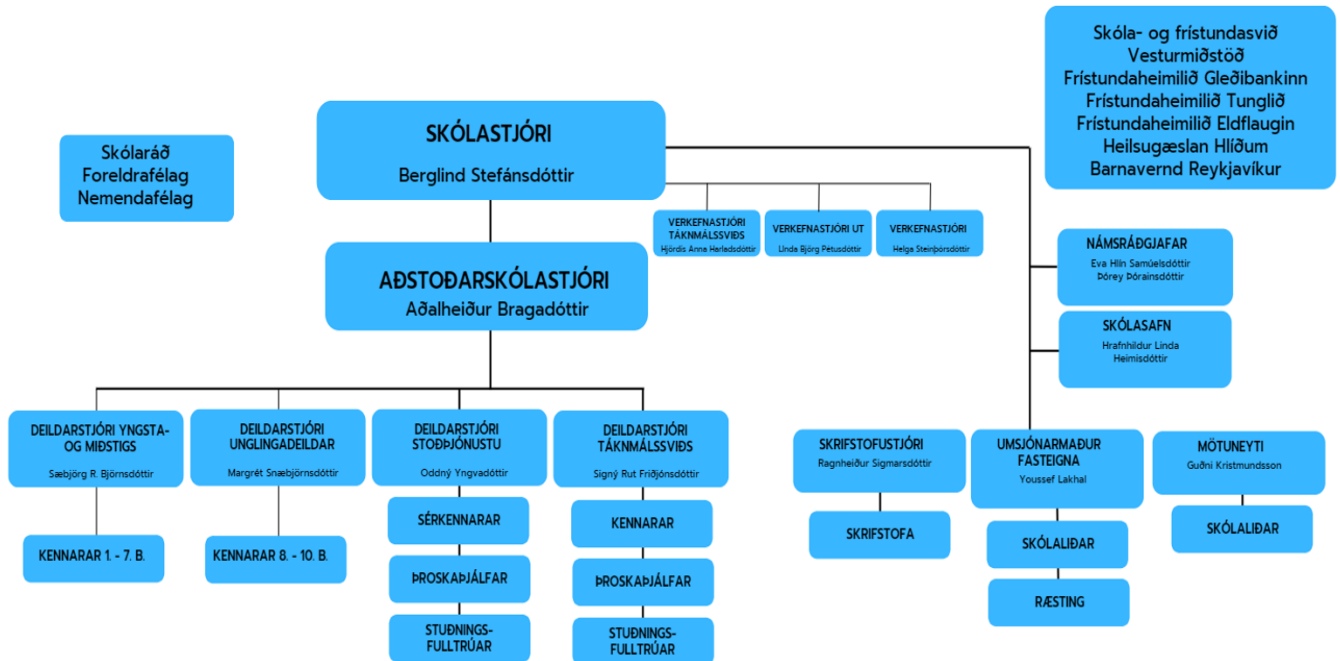 Skóla- og frístundasvið
Vesturmiðstöð
Frístundaheimilið Gleðibankinn
Frístundaheimilið Tunglið
Frístundaheimilið Eldflaugin
Heilsugæslan Hlíðum
Barnavernd Reykjavíkur
SKÓLASTJÓRI
Berglind Stefánsdóttir
Skólaráð
Foreldrafélag
Nemendafélag
VERKEFNASTJÓRI
TÁKNMÁLSSVIÐS
Hjördís Anna Harladsdóttir
VERKEFNASTJÓRI UT
Linda Björg Pétusdóttir
VERKEFNASTJÓRI
Helga Steinþórsdóttir
AÐSTOÐARSKÓLASTJÓRI
Aðalheiður Bragadóttir
NÁMSRÁÐGJAFAR
Eva Hlín Samúelsdóttir
Þórey Þórainsdóttir
SKÓLASAFN
Hrafnhildur Linda
Heimisdóttir
DEILDARSTJÓRI YNGSTA-
OG MIÐSTIGS
Sæbjörg R. Björnsdóttir
DEILDARSTJÓRI
UNGLINGADEILDAR
Margrét Snæbjörnsdóttir
DEILDARSTJÓRI
STOÐÞJÓNUSTU
Oddný Yngvadóttir
DEILDARSTJÓRI
TÁKNMÁLSSVIÐS
Signý Rut Friðjónsdóttir
SKRIFSTOFUSTJÓRI
Ragnheiður Sigmarsdóttir
UMSJÓNARMAÐUR
FASTEIGNA
Youssef Lakhal
MÖTUNEYTI
Guðni Kristmundsson
KENNARAR 1. - 7. B.
KENNARAR 8. - 10. B.
SÉRKENNARAR
ÞROSKAÞJÁLFAR
STUÐNINGS-
FULLTRÚAR
KENNARAR
ÞROSKAÞJÁLFAR
STUÐNINGS-
FULLTRÚAR
SKRIFSTOFA
SKÓLALIÐAR
RÆSTING
SKÓLALIÐAR